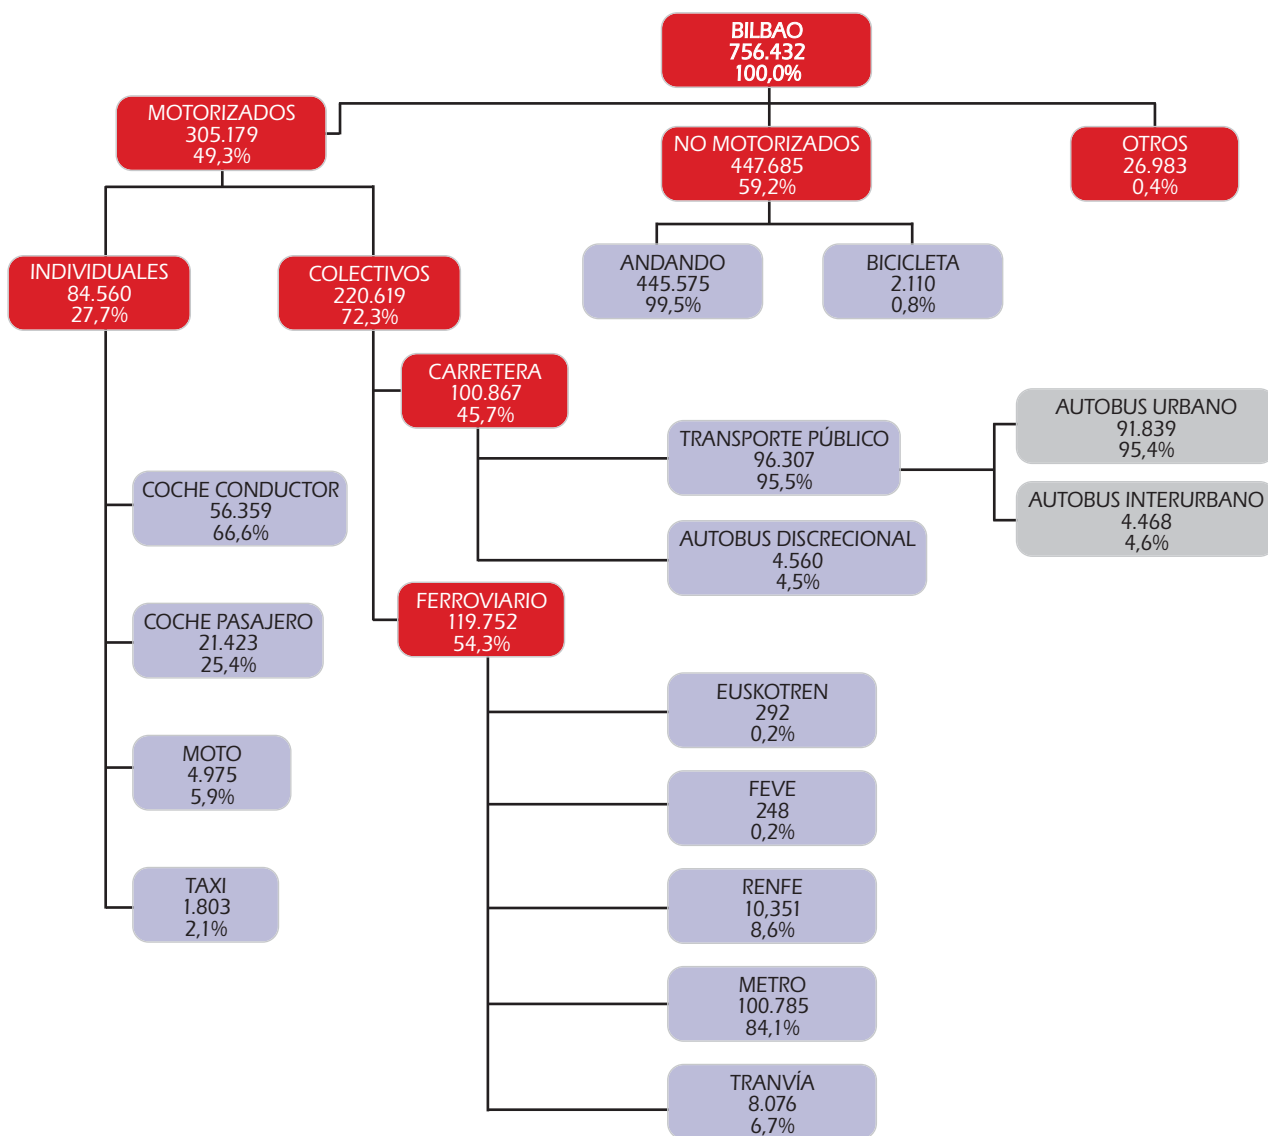 BILBAO
756.432
100,0%
MOTORIZADOS
305.179
49,3%
NO MOTORIZADOS
447.685
59,2%
OTROS
26.983
0,4%
INDIVIDUALES
84.560
27,7%
COLECTIVOS
220.619
72,3%
ANDANDO
445.575
99,5%
BICICLETA
2.110
0,8%
CARRETERA
100.867
45,7%
TRANSPORTE PÚBLICO
96.307
95,5%
AUTOBUS URBANO
91.839
95,4%
AUTOBUS INTERURBANO
4.468
4,6%
AUTOBUS DISCRECIONAL
4.560
4,5%
COCHE CONDUCTOR
56.359
66,6%
COCHE PASAJERO
21.423
25,4%
MOTO
4.975
5,9%
TAXI
1.803
2,1%
FERROVIARIO
119.752
54,3%
EUSKOTREN
292
0,2%
FEVE
248
0,2%
RENFE
10,351
8,6%
METRO
100.785
84,1%
TRANVÍA
8.076
6,7%